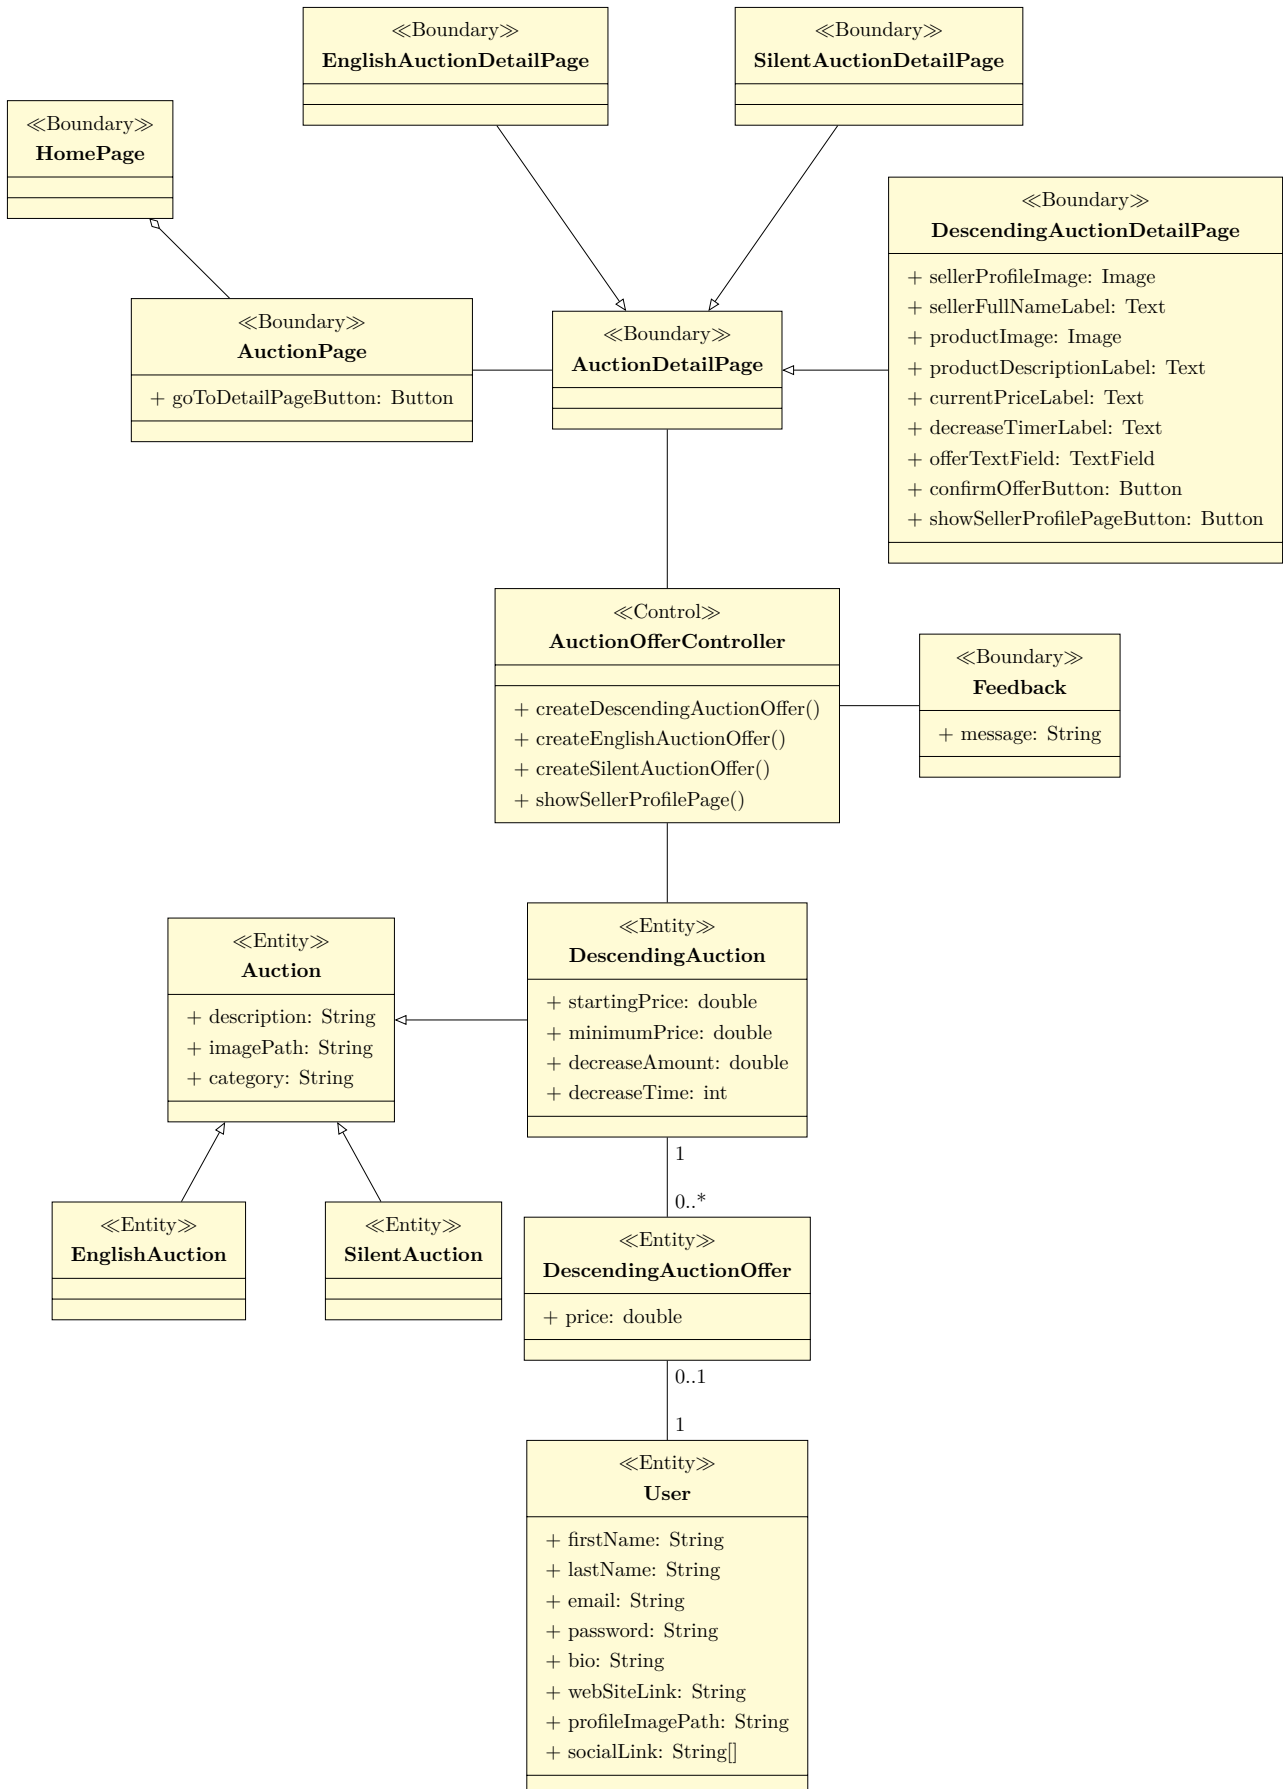 ≪Boundary≫
EnglishAuctionDetailPage
≪Boundary≫
SilentAuctionDetailPage
≪Boundary≫
HomePage
≪Boundary≫
DescendingAuctionDetailPage
+ sellerProfileImage: Image
+ sellerFullNameLabel: Text
+ productImage: Image
+ productDescriptionLabel: Text
+ currentPriceLabel: Text
+ decreaseTimerLabel: Text
+ offerTextField: TextField
+ confirmOfferButton: Button
+ showSellerProfilePageButton: Button
≪Boundary≫
AuctionPage
+ goToDetailPageButton: Button
≪Boundary≫
AuctionDetailPage
≪Control≫
AuctionOfferController
+ createDescendingAuctionOffer()
+ createEnglishAuctionOffer()
+ createSilentAuctionOffer()
+ showSellerProfilePage()
≪Boundary≫
Feedback
+ message: String
≪Entity≫
Auction
+ description: String
+ imagePath: String
+ category: String
≪Entity≫
DescendingAuction
+ startingPrice: double
+ minimumPrice: double
+ decreaseAmount: double
+ decreaseTime: int
1
0..*
≪Entity≫
EnglishAuction
≪Entity≫
SilentAuction
≪Entity≫
DescendingAuctionOffer
+ price: double
0..1
1
≪Entity≫
User
+ firstName: String
+ lastName: String
+ email: String
+ password: String
+ bio: String
+ webSiteLink: String
+ profileImagePath: String
+ socialLink: String[]